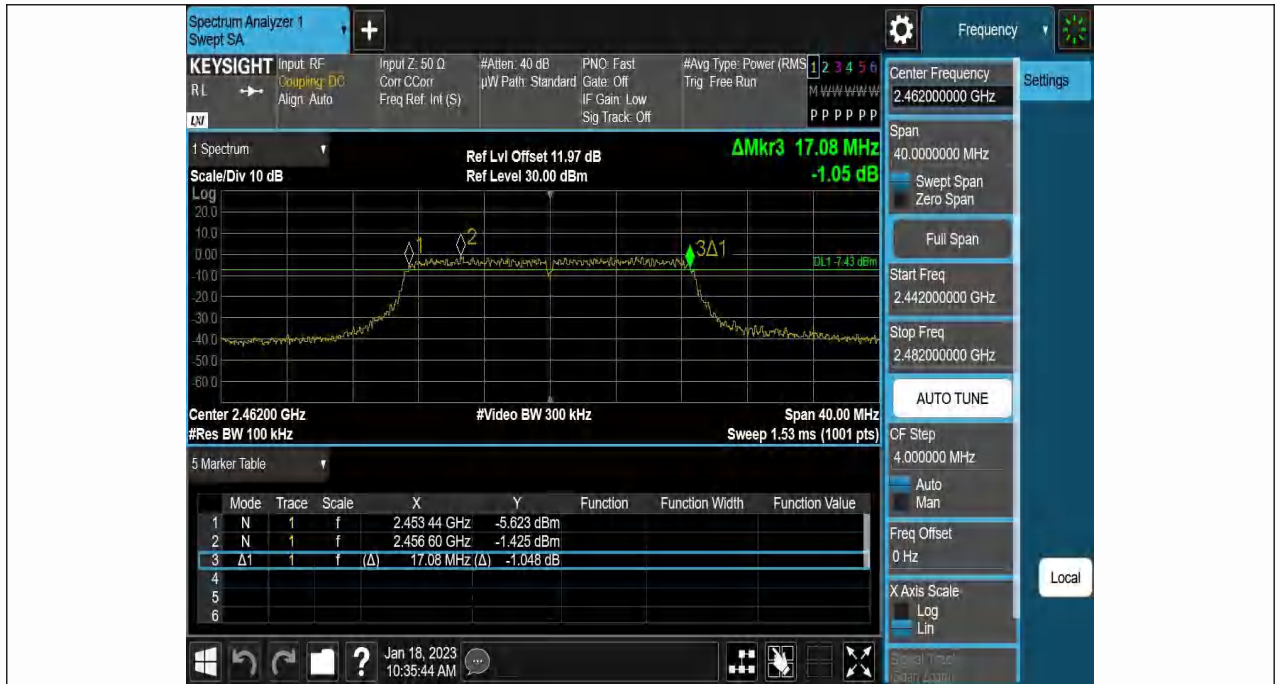 Spectrum Analyzer 1
Swept SA
+
Frequency
KEYSIGHT
RL
LXI
Input: RF
Coupling: DC
Align: Auto
Input Z: 50 Ω
Corr CCorr
Freq Ref: Int (S)
#Atten: 40 dB
µW Path: Standard
PNO: Fast
Gate: Off
IF Gain: Low
Sig Track: Off
#Avg Type: Power (RMS
Trig: Free Run
1 2 3 4 5 6
M W W W W W
P P P P P P
Center Frequency
2.462000000 GHz
Settings
1 Spectrum
Scale/Div 10 dB
Ref Lvl Offset 11.97 dB
Ref Level 30.00 dBm
ΔMkr3 17.08 MHz
-1.05 dB
Log
20.0
10.0
0.00
-10.0
-20.0
-30.0
-40.0
-50.0
-60.0
1
2
3Δ1
DL1 -7.43 dBm
Center 2.46200 GHz
#Res BW 100 kHz
#Video BW 300 kHz
Span 40.00 MHz
Sweep 1.53 ms (1001 pts)
Span
40.0000000 MHz
Swept Span
Zero Span
Full Span
Start Freq
2.442000000 GHz
Stop Freq
2.482000000 GHz
AUTO TUNE
CF Step
4.000000 MHz
Auto
Man
Freq Offset
0 Hz
X Axis Scale
Log
Lin
Signal Track
(Span Zoom)
Local
5 Marker Table
Mode Trace Scale X Y Function Function Width Function Value
1 N 1 f 2.453 44 GHz -5.623 dBm
2 N 1 f 2.456 60 GHz -1.425 dBm
3 Δ1 1 f (Δ) 17.08 MHz (Δ) -1.048 dB
4
5
6
?
Jan 18, 2023
10:35:44 AM